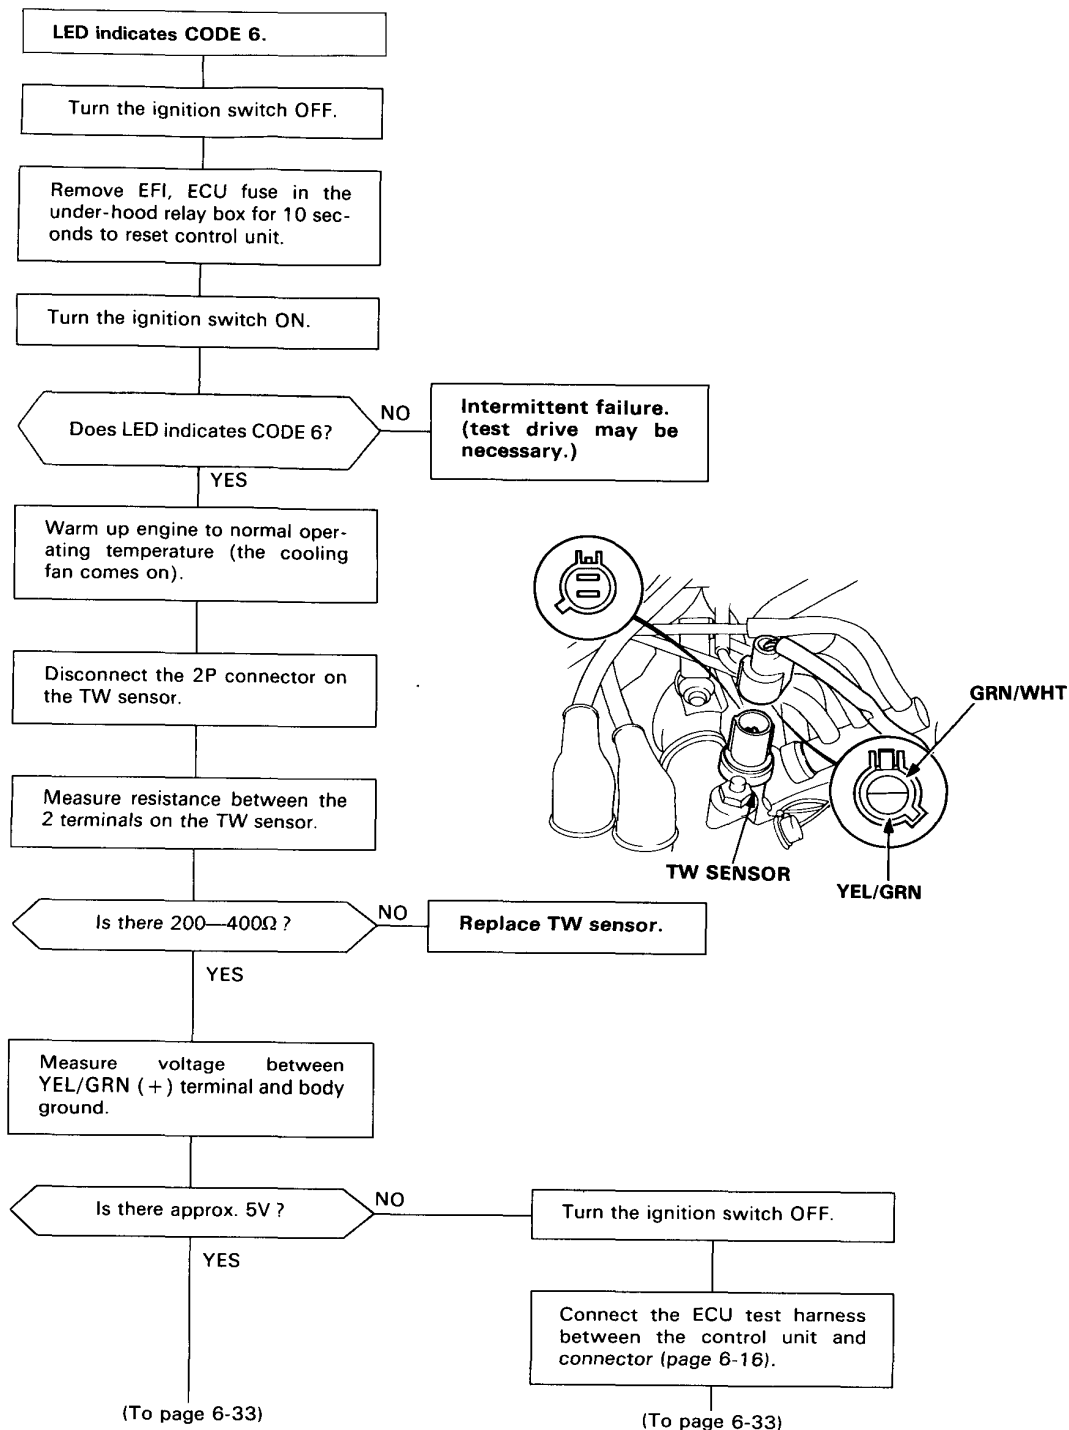 LED indicates CODE 6.
Turn the ignition switch OFF.
Remove EFI, ECU fuse in the
under-hood relay box for 10 sec-
onds to reset control unit.
Turn the ignition switch ON.
Does LED indicates CODE 6?
NO
Intermittent failure.
(test drive may be
necessary.)
YES
Warm up engine to normal oper-
ating temperature (the cooling
fan comes on).
Disconnect the 2P connector on
the TW sensor.
GRN/WHT
Measure resistance between the
2 terminals on the TW sensor.
TW SENSOR
YEL/GRN
Is there 200—400Ω ?
NO
Replace TW sensor.
YES
Measure voltage between
YEL/GRN (+) terminal and body
ground.
Is there approx. 5V ?
NO
Turn the ignition switch OFF.
YES
Connect the ECU test harness
between the control unit and
connector (page 6-16).
(To page 6-33)
(To page 6-33)